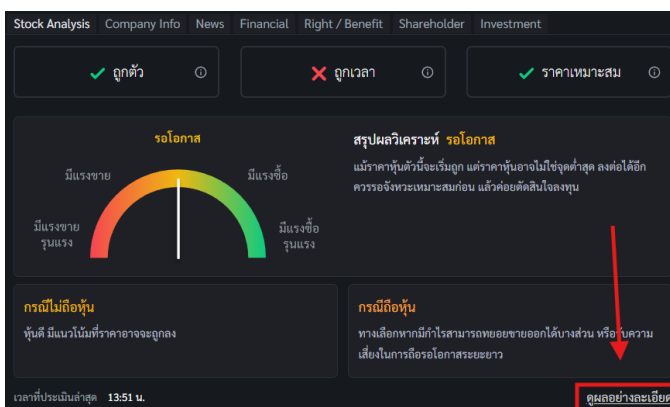 Stock Analysis Company Info News Financial Right / Benefit Shareholder Investment
ถูกตัว
ถูกเวลา
ราคาเหมาะสม
รอโอกาส
มีแรงขาย
มีแรงซื้อ
มีแรงขาย
รุนแรง
มีแรงซื้อ
รุนแรง
สรุปผลวิเคราะห์ รอโอกาส
แม้ราคาหุ้นตัวนี้จะเริ่มถูก แต่ราคาหุ้นอาจไม่ใช่จุดต่ำสุด ลงต่อได้อีก
ควรรอจังหวะเหมาะสมก่อน แล้วค่อยตัดสินใจลงทุน
กรณีไม่ถือหุ้น
หุ้นดี มีแนวโน้มที่ราคาอาจจะถูกลง
กรณีถือหุ้น
ทางเลือกหากมีกำไรสามารถทยอยขายออกได้บางส่วน หรือรับความ
เสี่ยงในการถือรอโอกาสระยะยาว
เวลาที่ประเมินล่าสุด 13:51 น.
ดูผลอย่างละเอียด